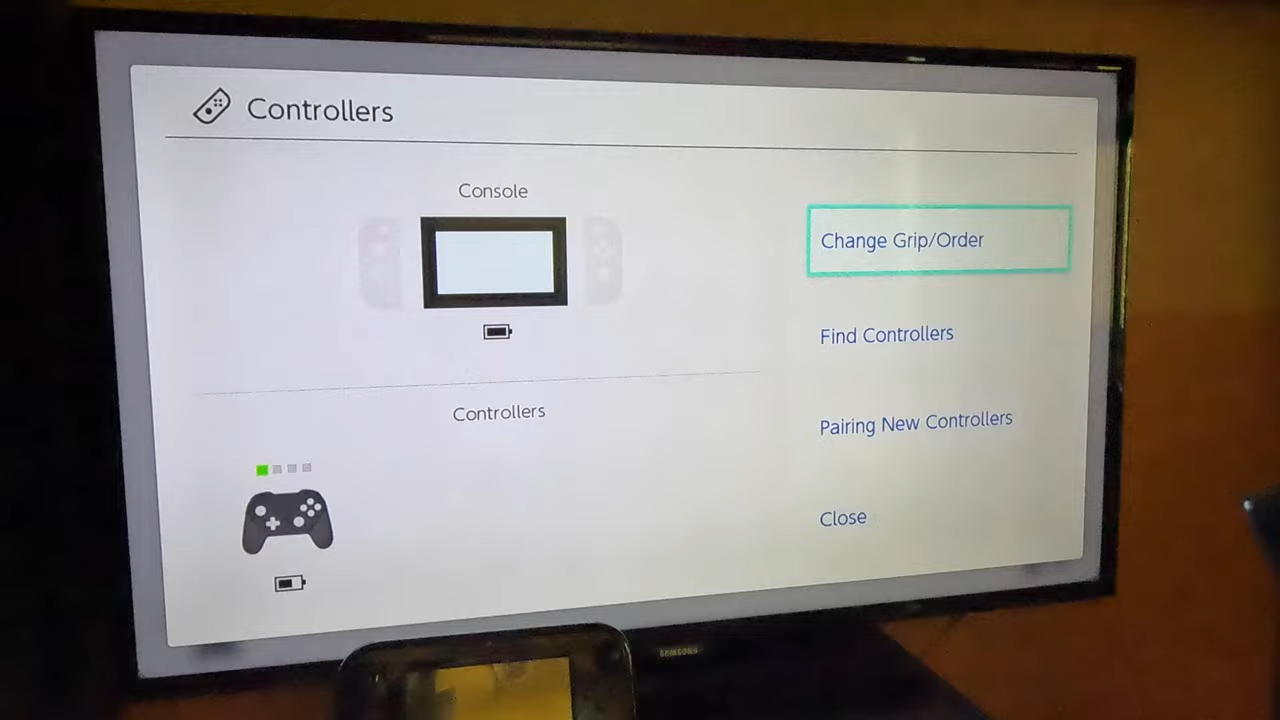 Controllers
Console
Change Grip/Order
Find Controllers
Controllers
Pairing New Controllers
Close
SAMSUNG